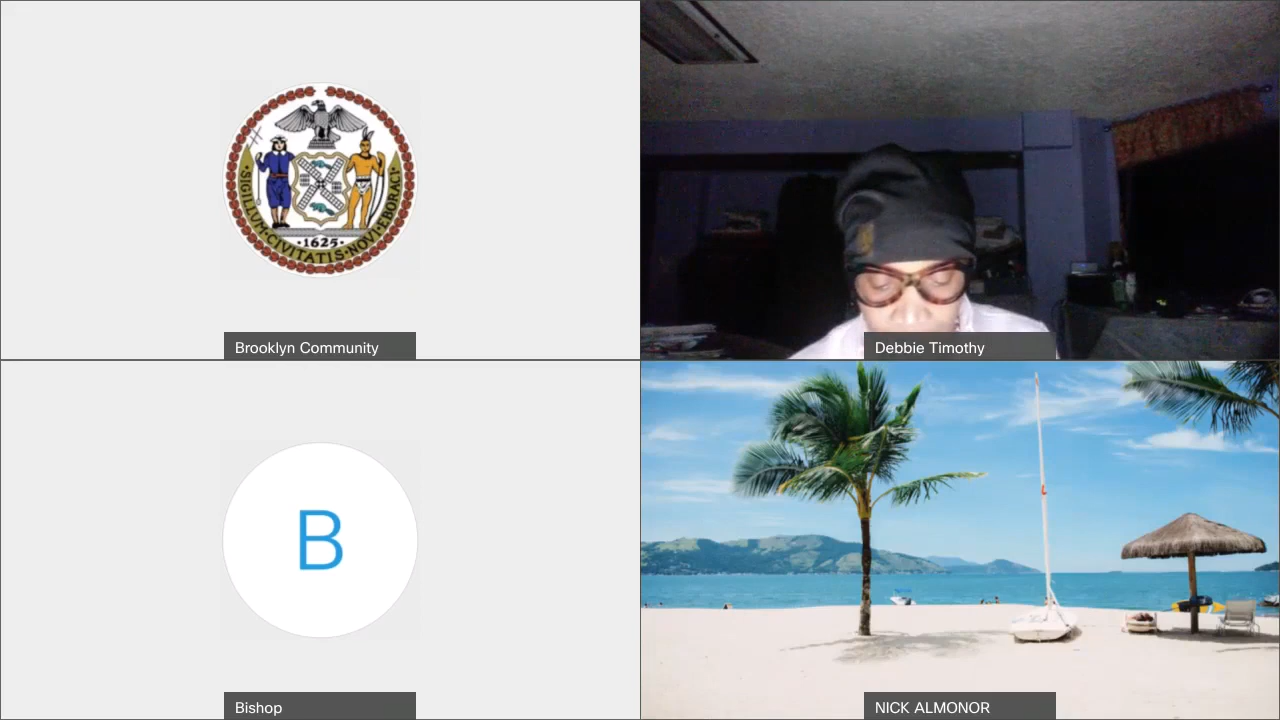 SIGILLUM·CIVITATIS·NOVI·EBORACI
·1625·
Brooklyn Community
Debbie Timothy
B
Bishop
NICK ALMONOR